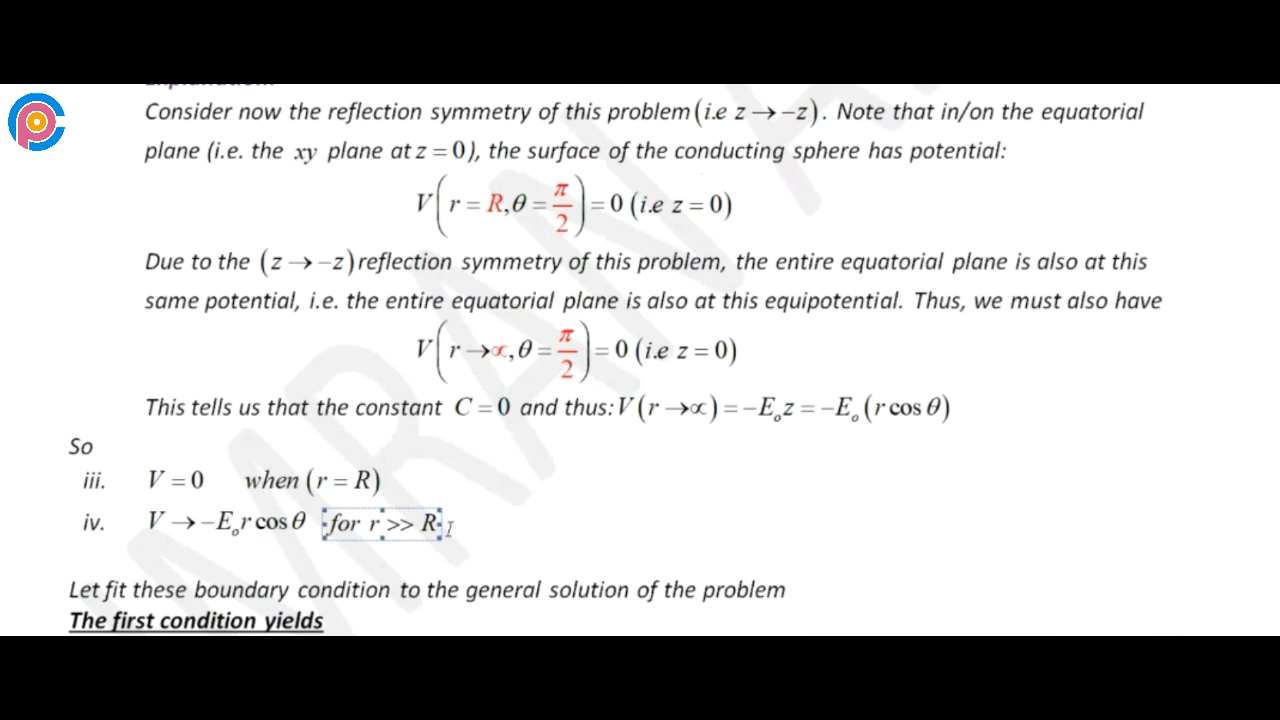 Consider now the reflection symmetry of this problem (i.e z → −z). Note that in/on the equatorial
plane (i.e. the xy plane at z = 0), the surface of the conducting sphere has potential:
V(r = R, θ = π/2) = 0 (i.e z = 0)
Due to the (z → −z) reflection symmetry of this problem, the entire equatorial plane is also at this
same potential, i.e. the entire equatorial plane is also at this equipotential. Thus, we must also have
V(r → ∝, θ = π/2) = 0 (i.e z = 0)
This tells us that the constant C = 0 and thus: V(r → ∝) = −Eₒz = −Eₒ(r cos θ)
So
iii. V = 0 when (r = R)
iv. V → −Eₒr cos θ for r >> R
Let fit these boundary condition to the general solution of the problem
The first condition yields